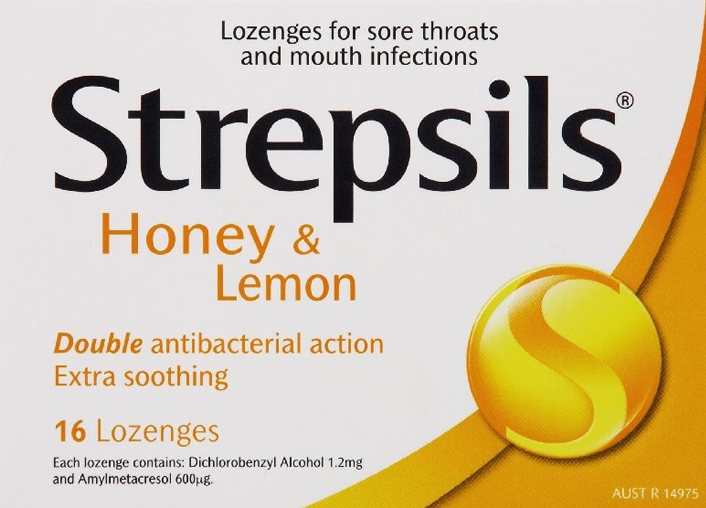 Lozenges for sore throats
and mouth infections
Strepsils®
Honey &
Lemon
Double antibacterial action
Extra soothing
16 Lozenges
Each lozenge contains: Dichlorobenzyl Alcohol 1.2mg
and Amylmetacresol 600µg.
S
AUST R 14975